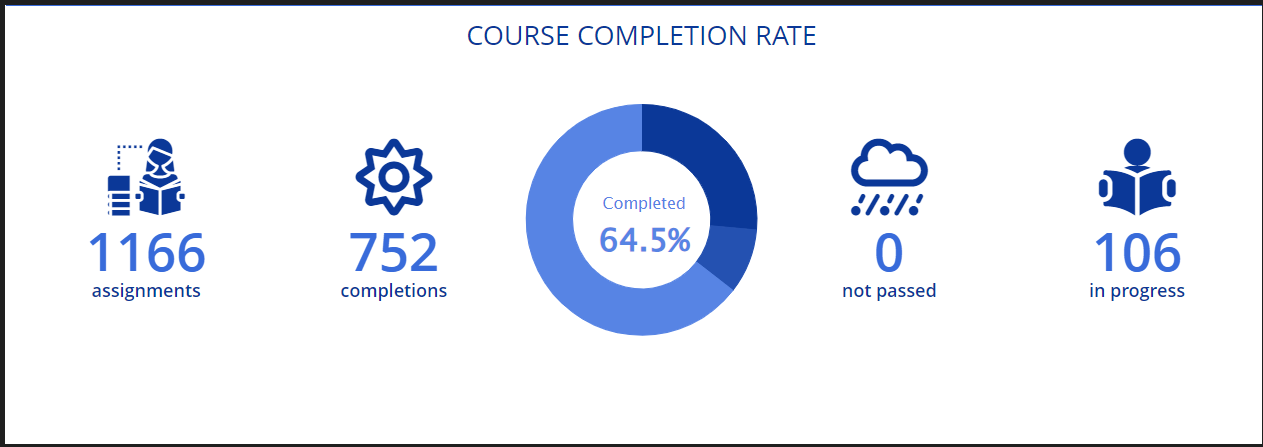 COURSE COMPLETION RATE
1166
assignments
752
completions
Completed
64.5%
0
not passed
106
in progress